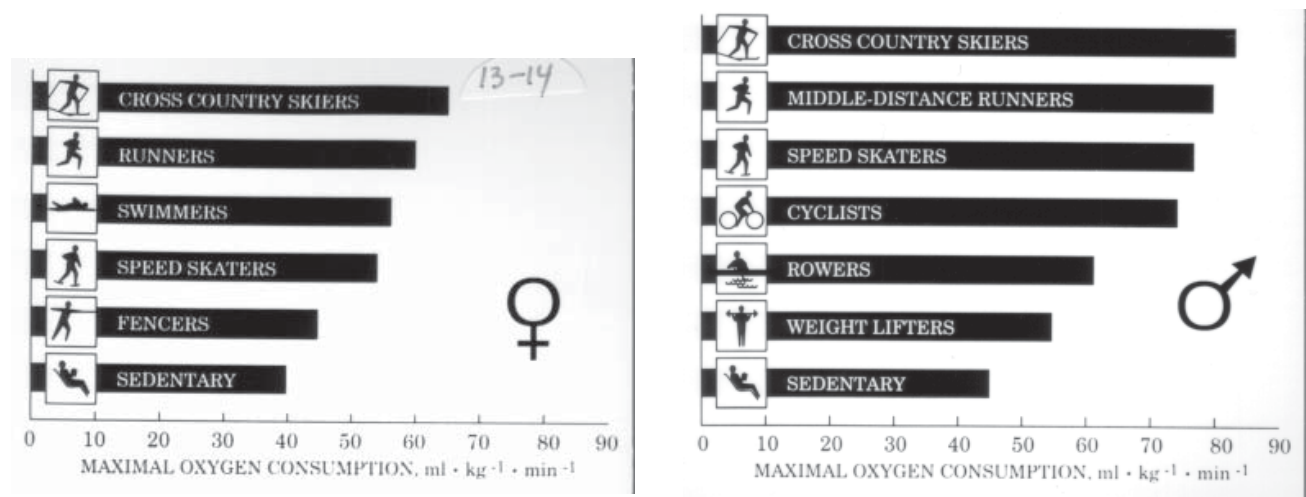 13-14
CROSS COUNTRY SKIERS
RUNNERS
SWIMMERS
SPEED SKATERS
FENCERS
SEDENTARY
0 10 20 30 40 50 60 70 80 90
MAXIMAL OXYGEN CONSUMPTION, ml · kg -1 · min -1
CROSS COUNTRY SKIERS
MIDDLE-DISTANCE RUNNERS
SPEED SKATERS
CYCLISTS
ROWERS
WEIGHT LIFTERS
SEDENTARY
0 10 20 30 40 50 60 70 80 90
MAXIMAL OXYGEN CONSUMPTION, ml · kg -1 · min -1